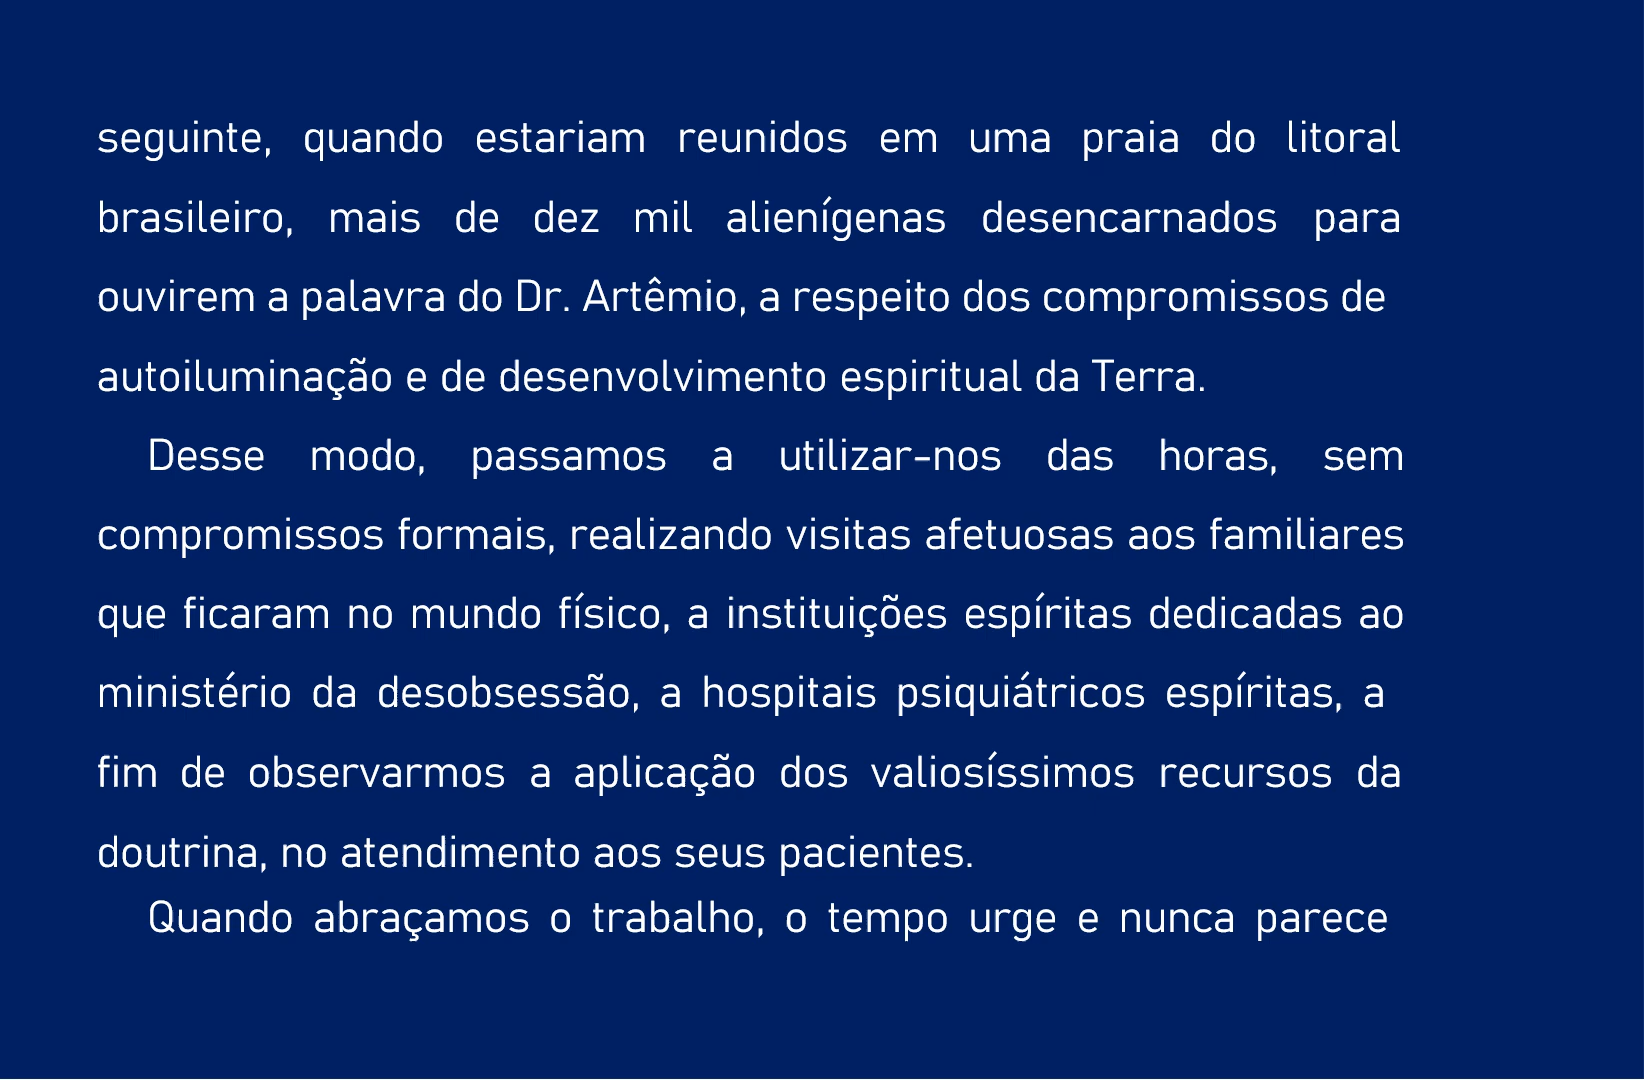 seguinte, quando estariam reunidos em uma praia do litoral
brasileiro, mais de dez mil alienígenas desencarnados para
ouvirem a palavra do Dr. Artêmio, a respeito dos compromissos de
autoiluminação e de desenvolvimento espiritual da Terra.
Desse modo, passamos a utilizar-nos das horas, sem
compromissos formais, realizando visitas afetuosas aos familiares
que ficaram no mundo físico, a instituições espíritas dedicadas ao
ministério da desobsessão, a hospitais psiquiátricos espíritas, a
fim de observarmos a aplicação dos valiosíssimos recursos da
doutrina, no atendimento aos seus pacientes.
Quando abraçamos o trabalho, o tempo urge e nunca parece